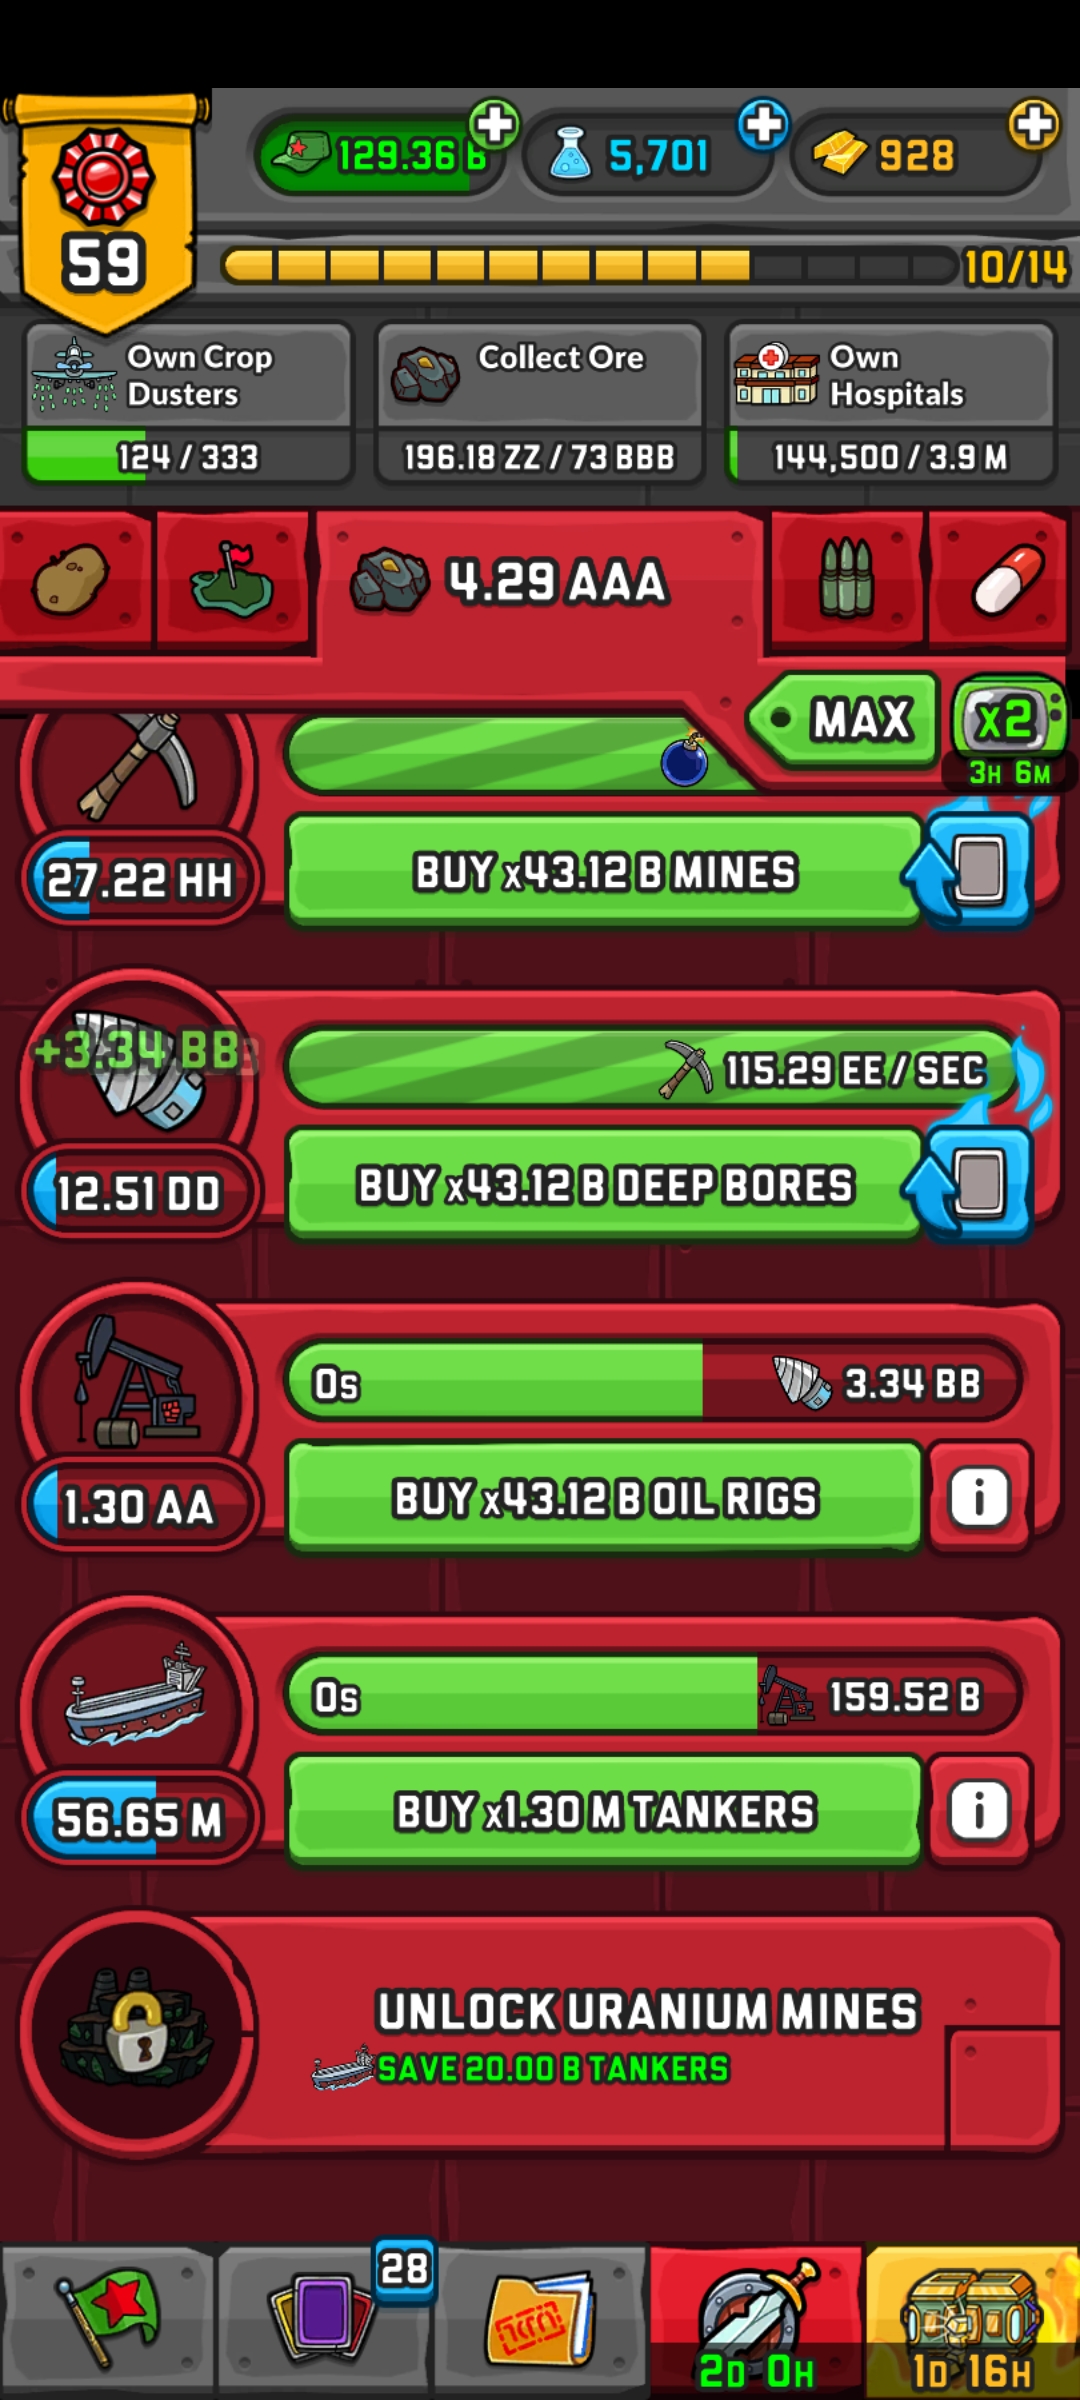 129.36 B
5,701
928
59
10/14
Own Crop
Dusters
124 / 333
Collect Ore
196.18 ZZ / 73 BBB
Own
Hospitals
144,500 / 3.9 M
4.29 AAA
MAX
x2
3H 6M
27.22 HH
BUY x43.12 B MINES
+3.34 BB
115.29 EE / SEC
12.51 DD
BUY x43.12 B DEEP BORES
0s
3.34 BB
1.30 AA
BUY x43.12 B OIL RIGS
i
0s
159.52 B
56.65 M
BUY x1.30 M TANKERS
i
UNLOCK URANIUM MINES
SAVE 20.00 B TANKERS
28
2D 0H
1D 16H